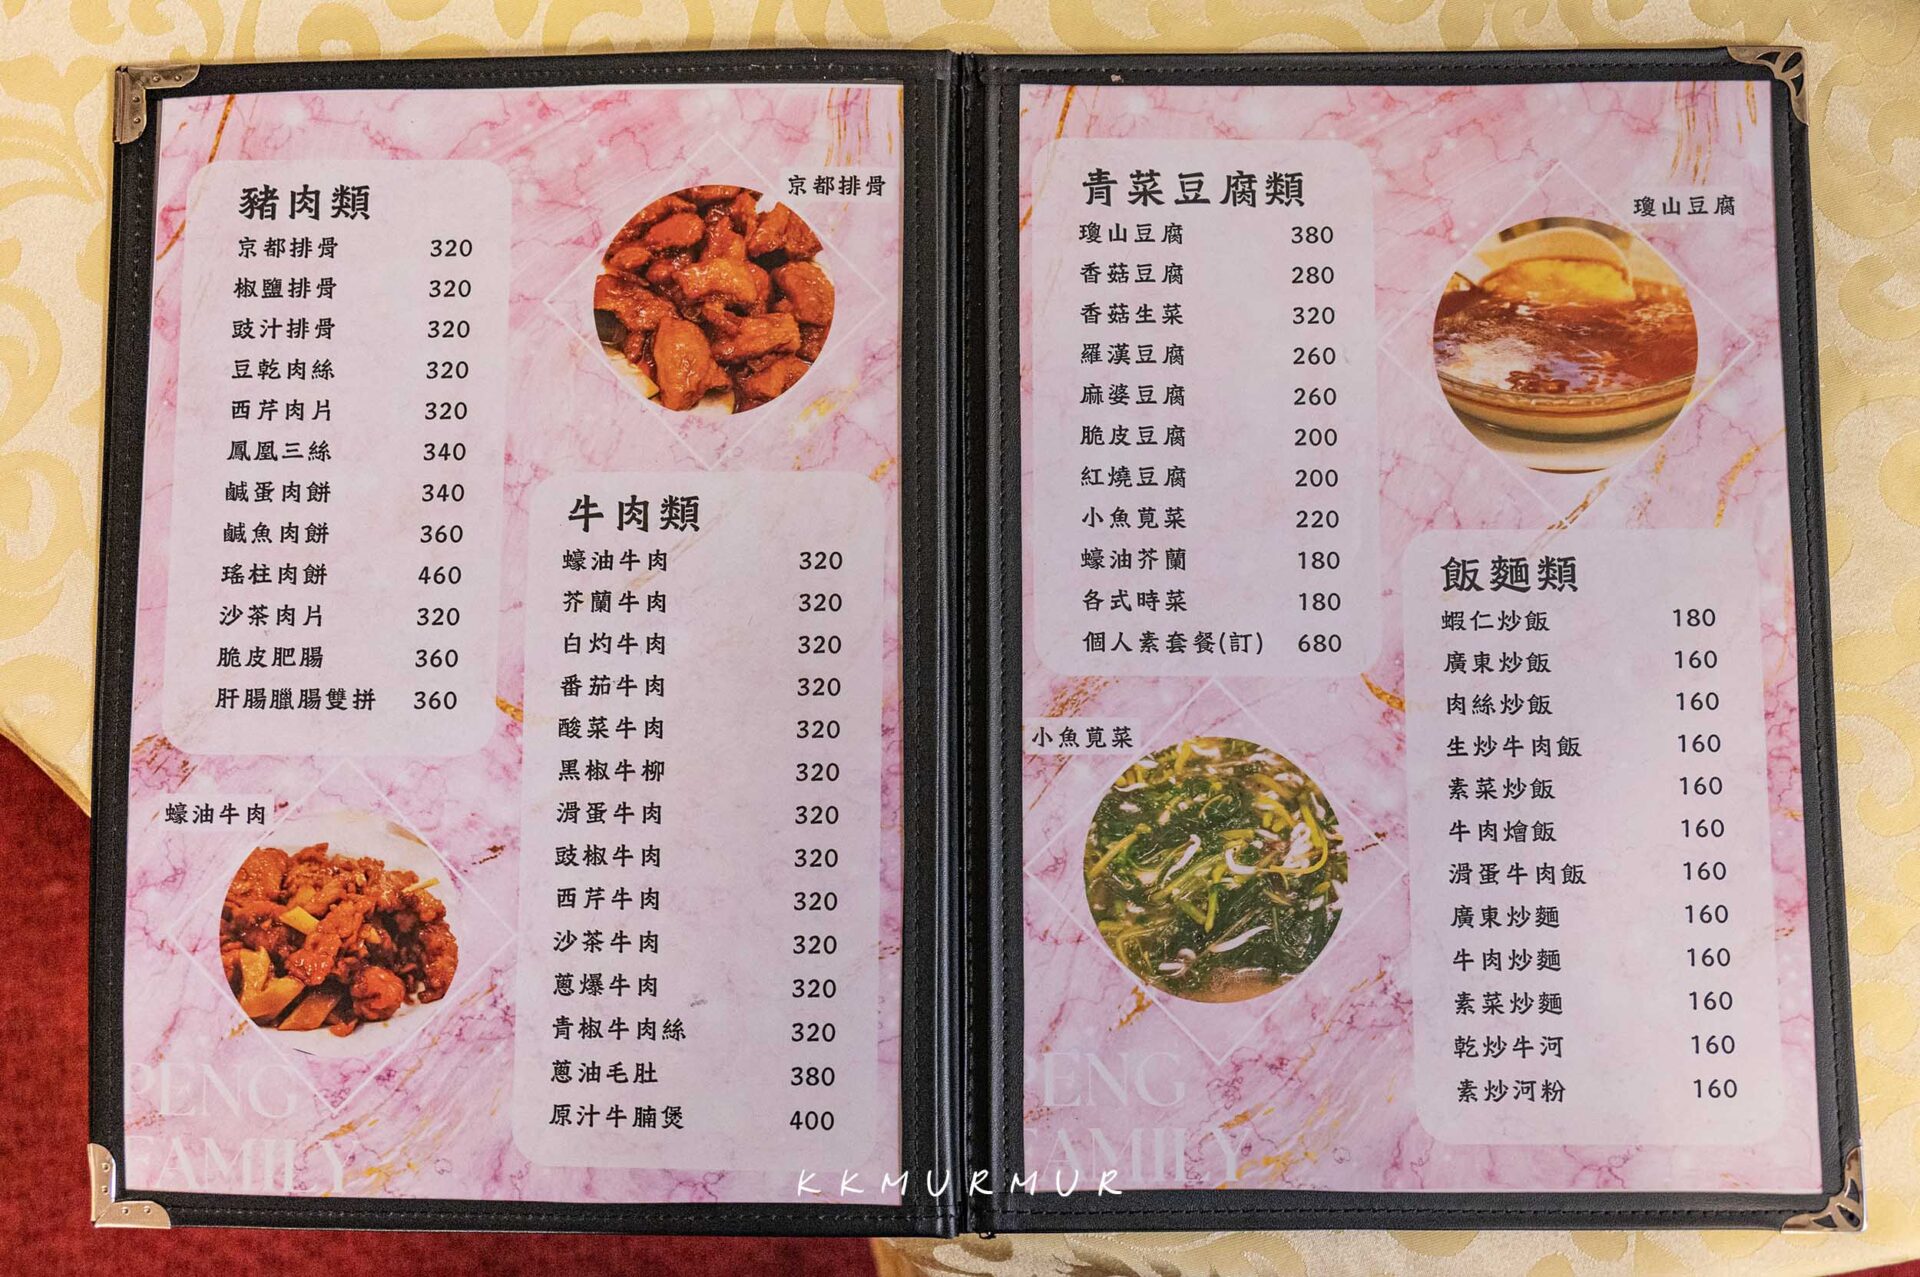 豬肉類
京都排骨 320
椒鹽排骨 320
豉汁排骨 320
豆乾肉絲 320
西芹肉片 320
鳳凰三絲 340
鹹蛋肉餅 340
鹹魚肉餅 360
瑤柱肉餅 460
沙茶肉片 320
脆皮肥腸 360
肝腸臘腸雙拼 360
京都排骨
蠔油牛肉
牛肉類
蠔油牛肉 320
芥蘭牛肉 320
白灼牛肉 320
番茄牛肉 320
酸菜牛肉 320
黑椒牛柳 320
滑蛋牛肉 320
豉椒牛肉 320
西芹牛肉 320
沙茶牛肉 320
蔥爆牛肉 320
青椒牛肉絲 320
蔥油毛肚 380
原汁牛腩煲 400
PENG
FAMILY
青菜豆腐類
瓊山豆腐 380
香菇豆腐 280
香菇生菜 320
羅漢豆腐 260
麻婆豆腐 260
脆皮豆腐 200
紅燒豆腐 200
小魚莧菜 220
蠔油芥蘭 180
各式時菜 180
個人素套餐(訂) 680
瓊山豆腐
小魚莧菜
飯麵類
蝦仁炒飯 180
廣東炒飯 160
肉絲炒飯 160
生炒牛肉飯 160
素菜炒飯 160
牛肉燴飯 160
滑蛋牛肉飯 160
廣東炒麵 160
牛肉炒麵 160
素菜炒麵 160
乾炒牛河 160
素炒河粉 160
ENG
FAMILY
KKMURMUR